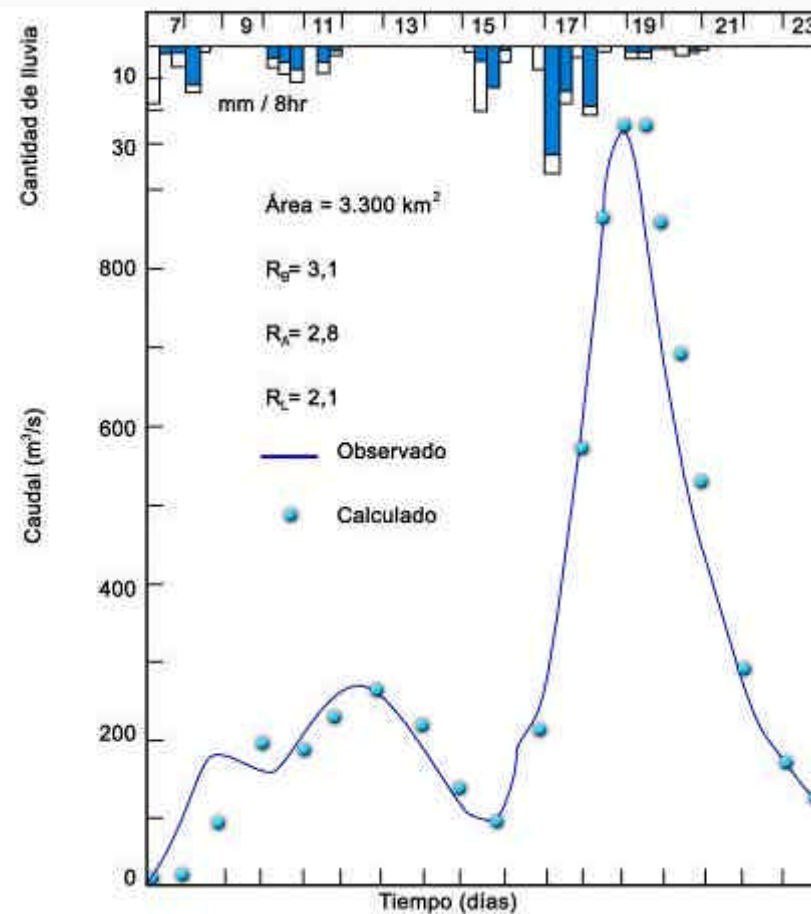 7 9 11 13 15 17 19 21 23
10
30
Cantidad de lluvia
mm / 8hr
Área = 3.300 km²
R_B= 3,1
R_A= 2,8
R_L= 2,1
Observado
Calculado
800
600
400
200
0
Caudal (m³/s)
Tiempo (días)